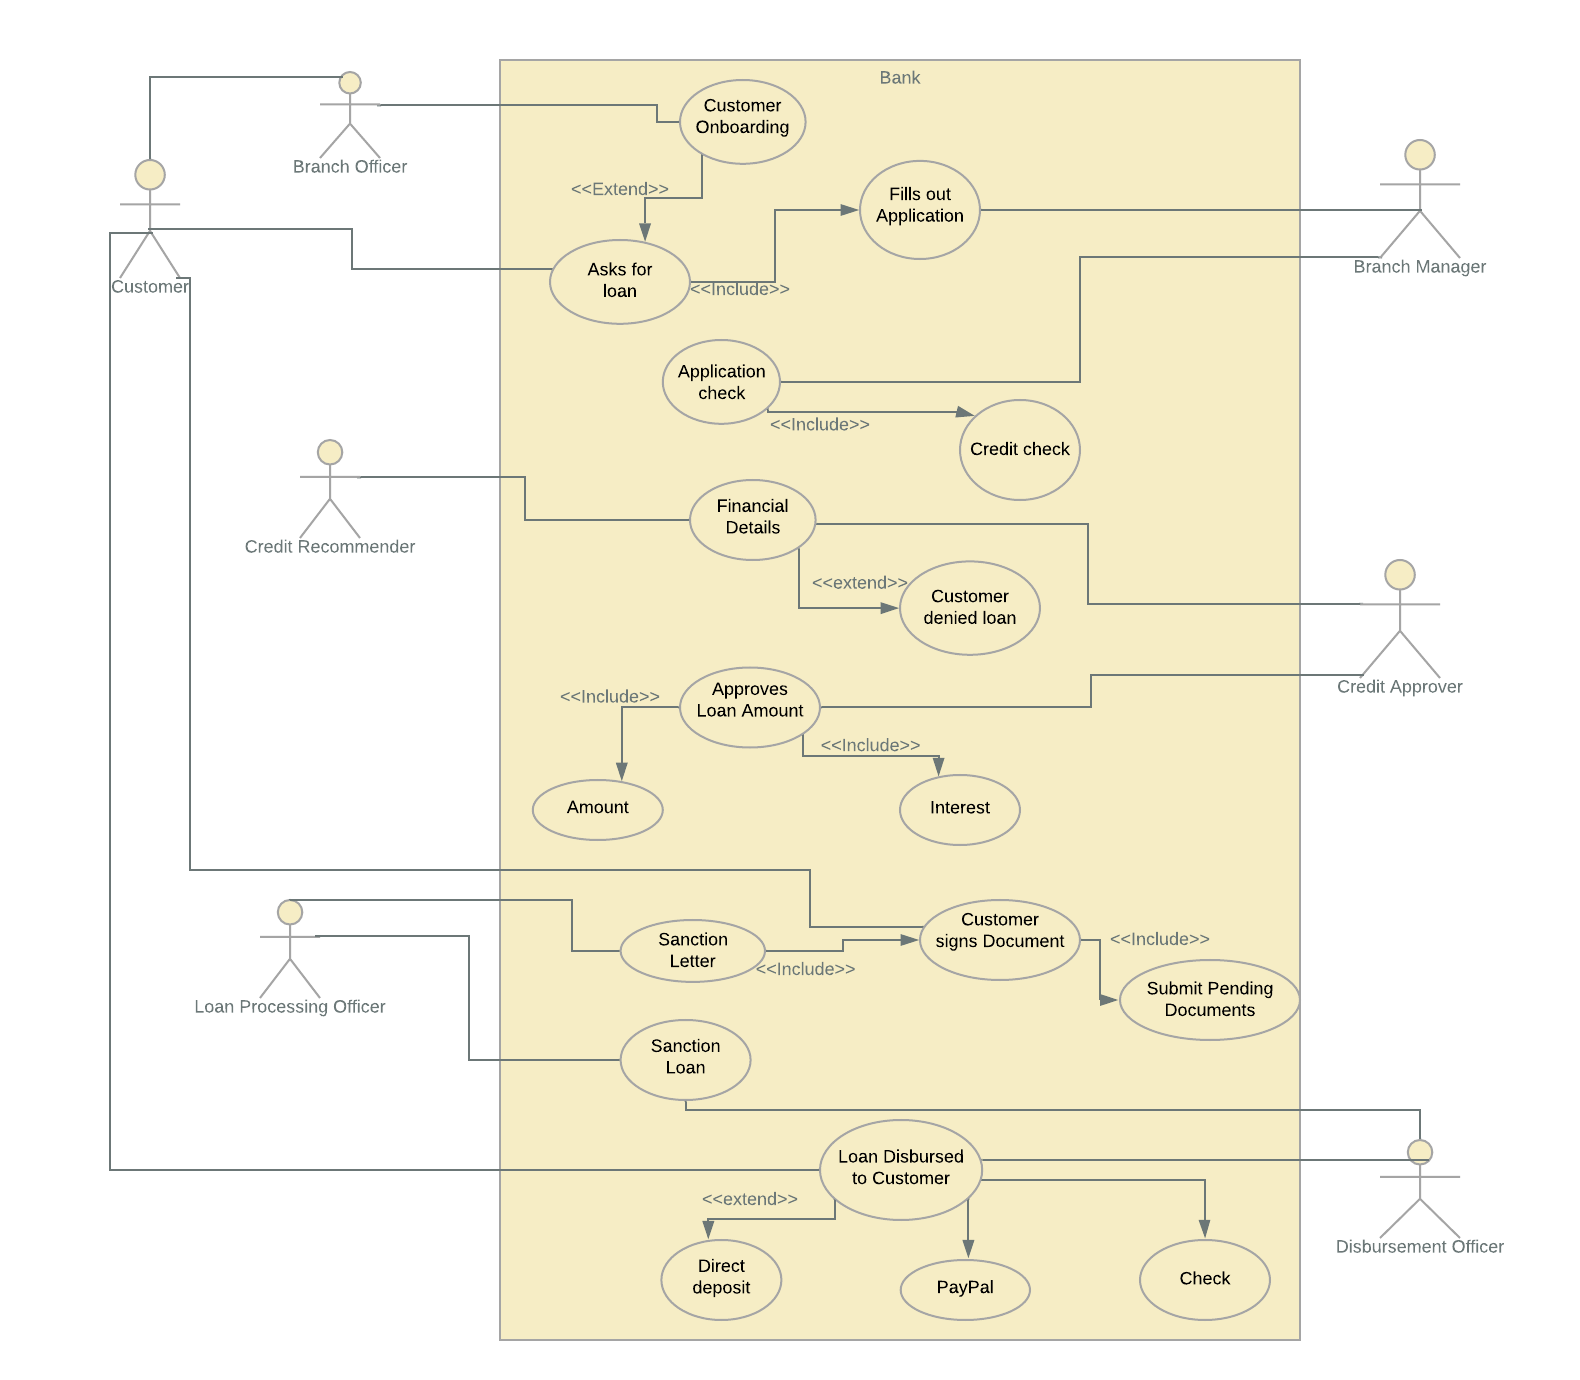 Bank
Customer
Onboarding
Branch Officer
<<Extend>>
Fills out
Application
Branch Manager
Customer
Asks for
loan
<<Include>>
Application
check
<<Include>>
Credit check
Credit Recommender
Financial
Details
<<extend>>
Customer
denied loan
Credit Approver
<<Include>>
Approves
Loan Amount
<<Include>>
Amount
Interest
Loan Processing Officer
Sanction
Letter
<<Include>>
Customer
signs Document
<<Include>>
Submit Pending
Documents
Sanction
Loan
Loan Disbursed
to Customer
<<extend>>
Disbursement Officer
Direct
deposit
PayPal
Check